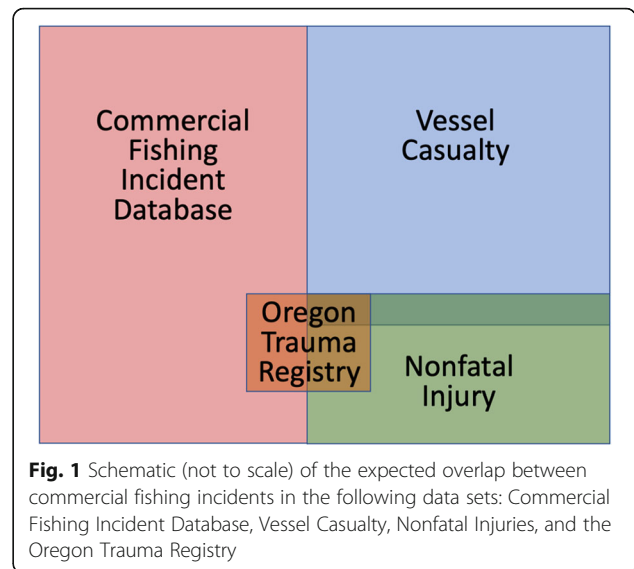 Commercial
Fishing
Incident
Database
Vessel
Casualty
Oregon
Trauma
Registry
Nonfatal
Injury
Fig. 1 Schematic (not to scale) of the expected overlap between
commercial fishing incidents in the following data sets: Commercial
Fishing Incident Database, Vessel Casualty, Nonfatal Injuries, and the
Oregon Trauma Registry